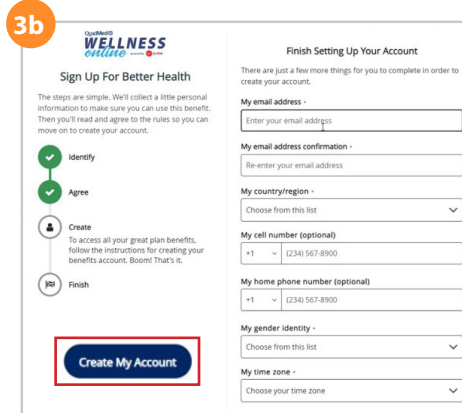 3b
QuadMed®
WELLNESS
online
Sign Up For Better Health
The steps are simple. We'll collect a little personal
information to make sure you can use this benefit.
Then you'll read and agree to the rules so you can
move on to create your account.
Identify
Agree
Create
To access all your great plan benefits,
follow the instructions for creating your
benefits account. Boom! That's it.
Finish
Create My Account
Finish Setting Up Your Account
There are just a few more things for you to complete in order to
create your account.
My email address
Enter your email address
My email address confirmation
Re-enter your email address
My country/region
Choose from this list
My cell number (optional)
+1 (234) 567-8900
My home phone number (optional)
+1 (234) 567-8900
My gender identity
Choose from this list
My time zone
Choose your time zone